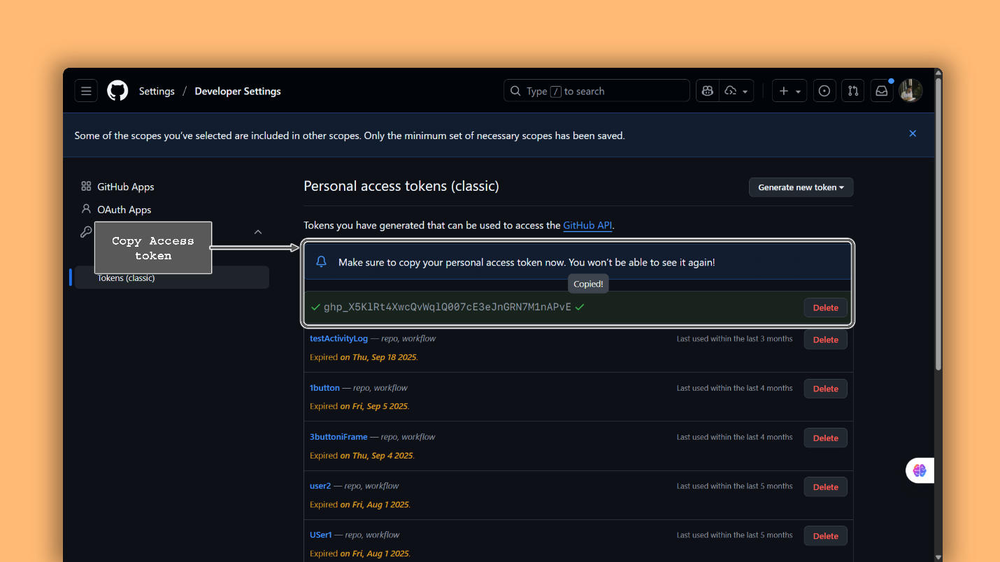 Settings / Developer Settings
Type / to search
Some of the scopes you've selected are included in other scopes. Only the minimum set of necessary scopes has been saved.
GitHub Apps
OAuth Apps
Copy Access
token
Tokens (classic)
Personal access tokens (classic)
Generate new token
Tokens you have generated that can be used to access the GitHub API.
Make sure to copy your personal access token now. You won't be able to see it again!
Copied!
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 Delete
testActivityLog — repo, workflow Last used within the last 3 months Delete
Expired on Thu, Sep 18 2025.
1button — repo, workflow Last used within the last 4 months Delete
Expired on Fri, Sep 5 2025.
3buttoniFrame — repo, workflow Last used within the last 4 months Delete
Expired on Thu, Sep 4 2025.
user2 — repo, workflow Last used within the last 5 months Delete
Expired on Fri, Aug 1 2025.
USer1 — repo, workflow Last used within the last 5 months Delete
Expired on Fri, Aug 1 2025.